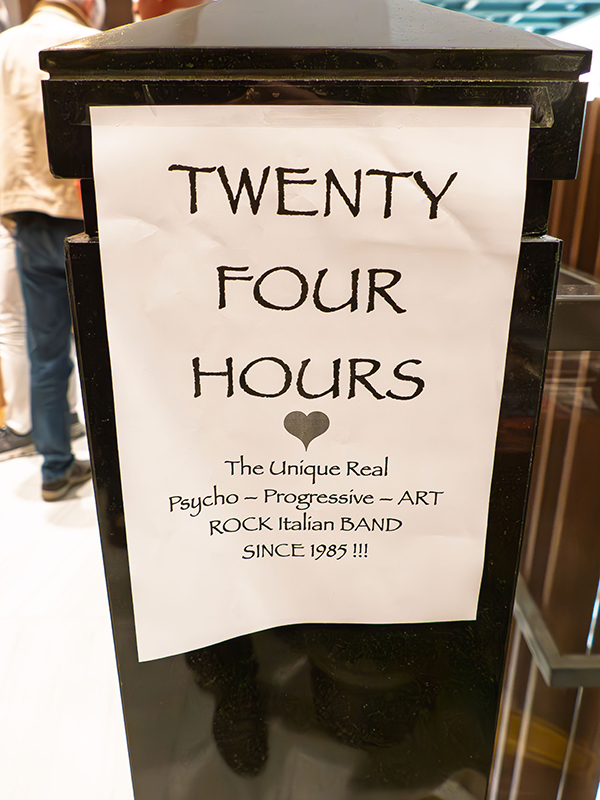 TWENTY
FOUR
HOURS
The Unique Real
Psycho – Progressive – ART
ROCK Italian BAND
SINCE 1985 !!!